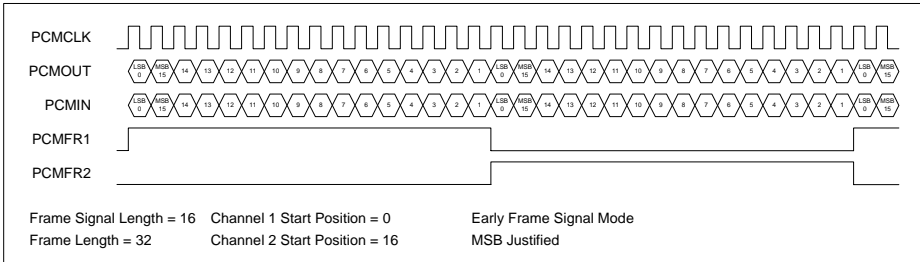 PCMCLK
PCMOUT LSB 0 MSB 15 14 13 12 11 10 9 8 7 6 5 4 3 2 1 LSB 0 MSB 15 14 13 12 11 10 9 8 7 6 5 4 3 2 1 LSB 0 MSB 15
PCMIN LSB 0 MSB 15 14 13 12 11 10 9 8 7 6 5 4 3 2 1 LSB 0 MSB 15 14 13 12 11 10 9 8 7 6 5 4 3 2 1 LSB 0 MSB 15
PCMFR1
PCMFR2
Frame Signal Length = 16 Channel 1 Start Position = 0 Early Frame Signal Mode
Frame Length = 32 Channel 2 Start Position = 16 MSB Justified